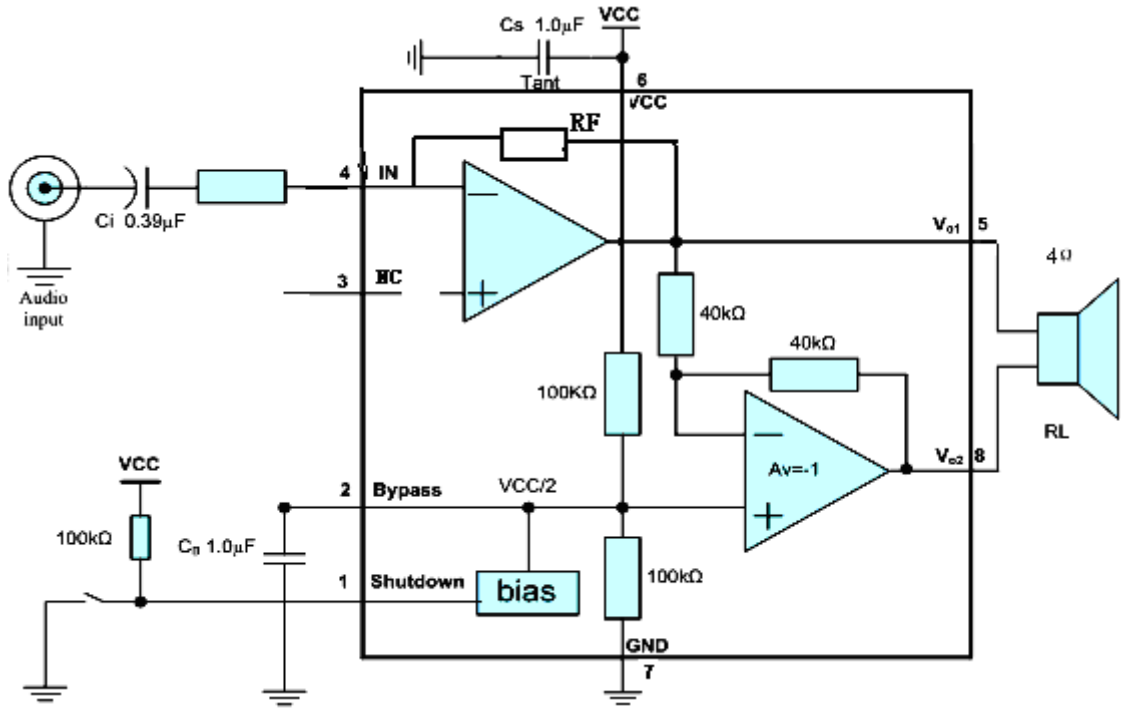 VCC
Cs 1.0μF
Tant
6
VCC
RF
4 IN
Ci 0.39μF
Audio
input
3 NC
Vo1 5
4Ω
40kΩ
40kΩ
100KΩ
RL
Av=-1
Vo2 8
VCC
2 Bypass
VCC/2
100kΩ
1.0μF
100kΩ
1 Shutdown
bias
GND
7